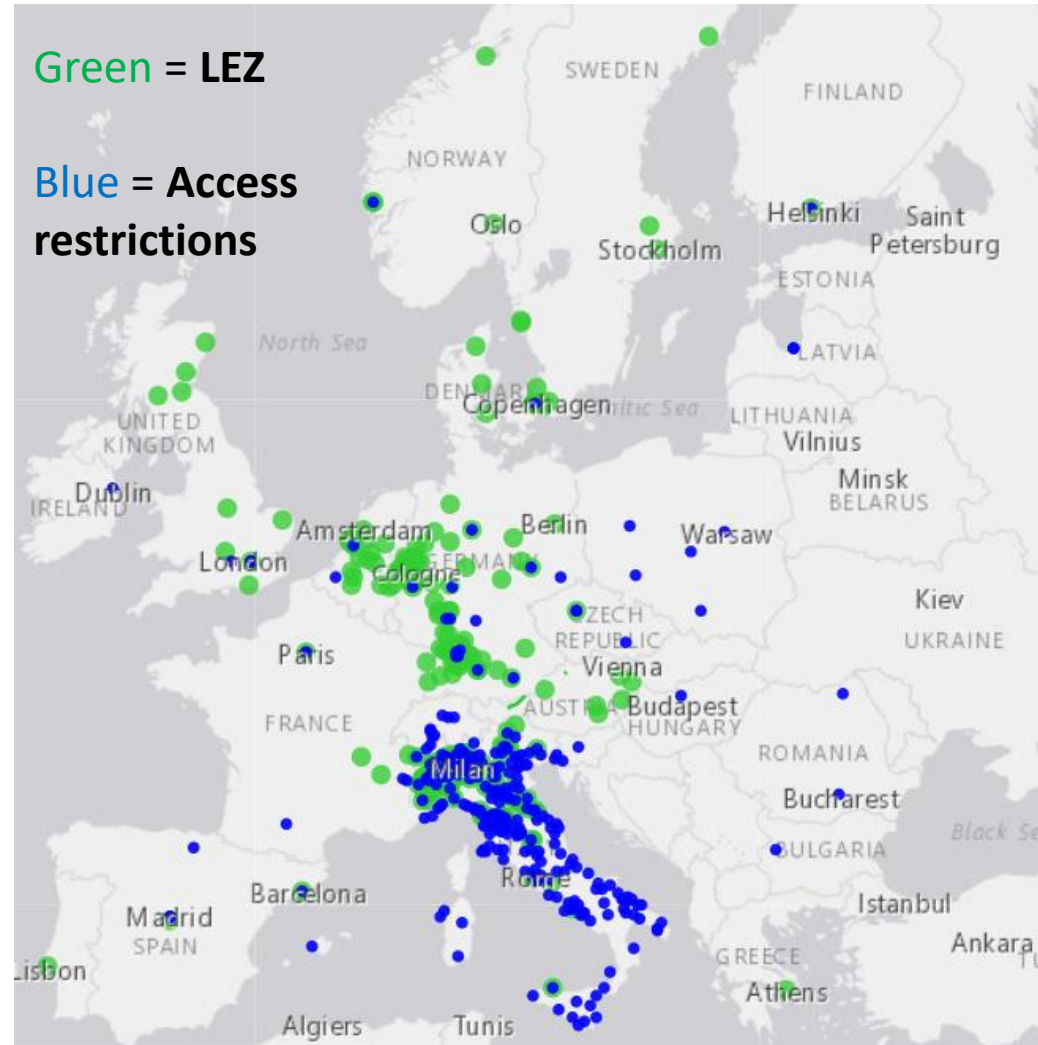 Green = LEZ
SWEDEN
FINLAND
Blue = Access
restrictions
NORWAY
Oslo
Helsinki
Saint
Petersburg
Stockholm
ESTONIA
North Sea
LATVIA
DENMARK
Copenhagen
Baltic Sea
LITHUANIA
UNITED
KINGDOM
Vilnius
Minsk
BELARUS
Dublin
IRELAND
Amsterdam
Berlin
Warsaw
London
Cologne
GERMANY
Kiev
CZECH
REPUBLIC
UKRAINE
Paris
Vienna
FRANCE
AUSTRIA
Budapest
HUNGARY
ROMANIA
Milan
Bucharest
Black Se
BULGARIA
Rome
Barcelona
Istanbul
Madrid
SPAIN
GREECE
Ankara
Lisbon
Athens
Algiers
Tunis